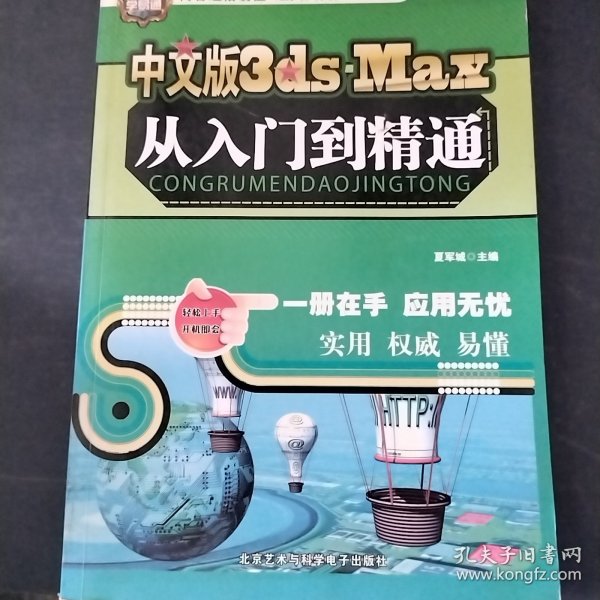 学易通
中文版3ds Max
从入门到精通
CONGRUMENDAOJINGTONG
夏军城 主编
轻松上手
开机即会
一册在手 应用无忧
实用 权威 易懂
HTTP:/
@
北京艺术与科学电子出版社
孔夫子旧书网
www.kongfz.com